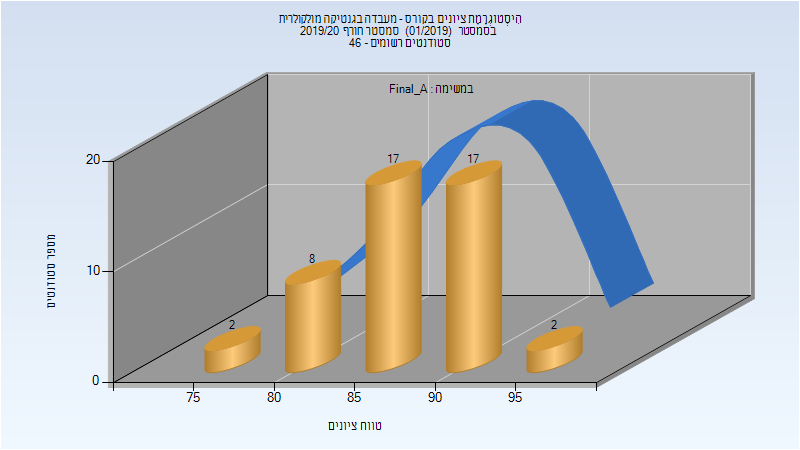 היסטוגרמת ציונים בקורס - מעבדה בגנטיקה מולקולרית
בסמסטר (01/2019) סמסטר חורף 2019/20
סטודנטים רשומים - 46
במשימה : Final_A
17
17
8
2
2
20
10
0
מספר סטודנטים
75
80
85
90
95
טווח ציונים